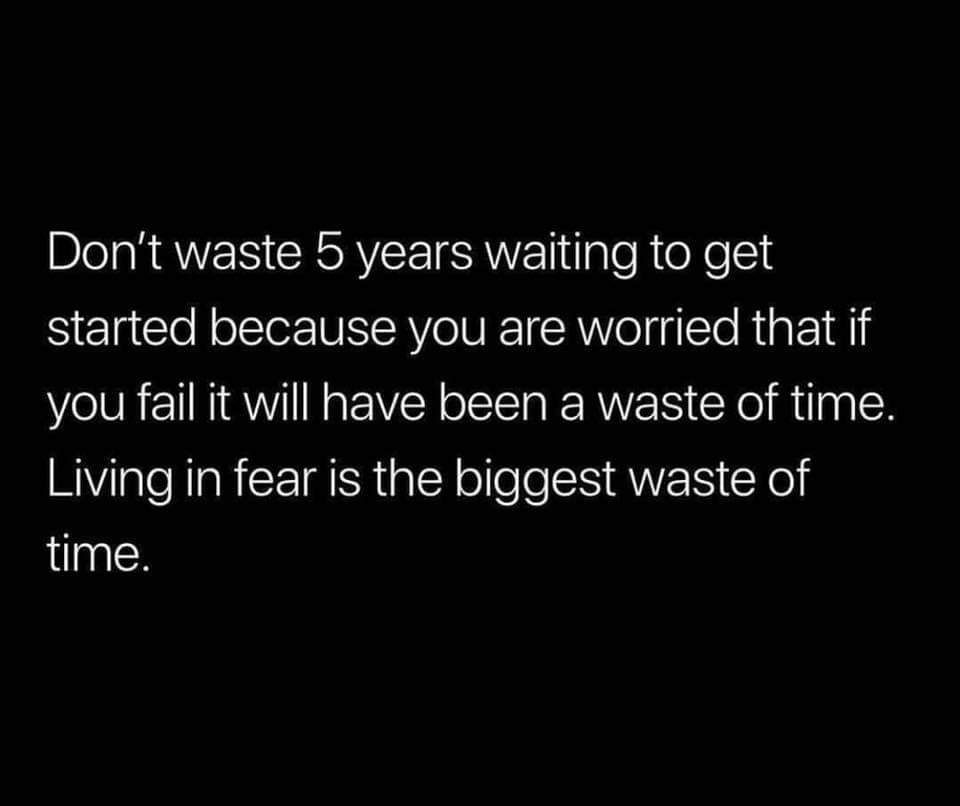 Don't waste 5 years waiting to get
started because you are worried that if
you fail it will have been a waste of time.
Living in fear is the biggest waste of
time.